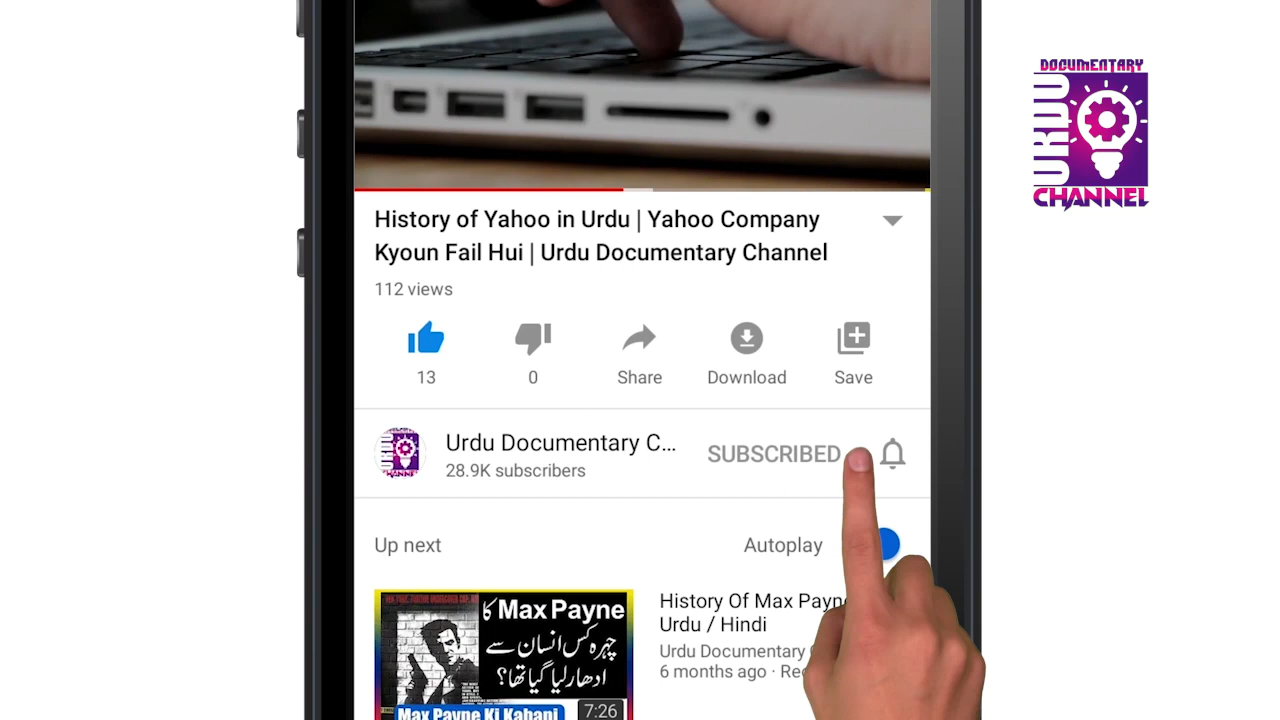 DOCUMENTARY
URDU
CHANNEL
History of Yahoo in Urdu | Yahoo Company
Kyoun Fail Hui | Urdu Documentary Channel
112 views
13
0
Share
Download
Save
URDU
CHANNEL
Urdu Documentary C...
28.9K subscribers
SUBSCRIBED
Up next
Autoplay
Max Payne کا
چہرہ کس انسان سے
ادھار لیا گیا تھا؟
Max Payne Ki Kahani
7:26
History Of Max Payne
Urdu / Hindi
Urdu Documentary
6 months ago · Rec